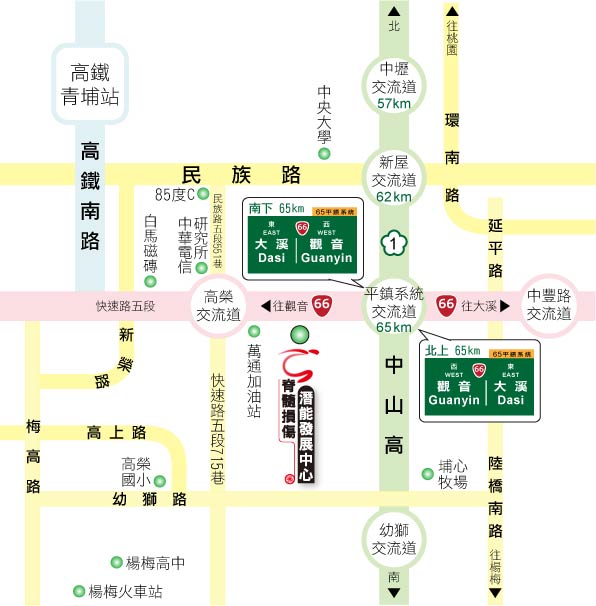 北
往桃園
高鐵
青埔站
中壢
交流道
57km
中央大學
環南路
高鐵南路
民族路
新屋
交流道
62km
85度C
民族路五段551巷
研究所
中華電信
白馬磁磚
南下 65km
65平鎮系統
東
EAST
66
西
WEST
大溪
Dasi
觀音
Guanyin
1
延平路
快速路五段
高榮
交流道
往觀音
66
平鎮系統
交流道
65km
66
往大溪
中豐路
交流道
新榮路
萬通加油站
脊髓損傷
潛能發展中心
中山高
北上 65km
65平鎮系統
西
WEST
66
東
EAST
觀音
Guanyin
大溪
Dasi
快速路五段715巷
梅高路
高上路
高榮
國小
幼獅路
埔心
牧場
陸橋南路
幼獅
交流道
往楊梅
楊梅高中
楊梅火車站
南